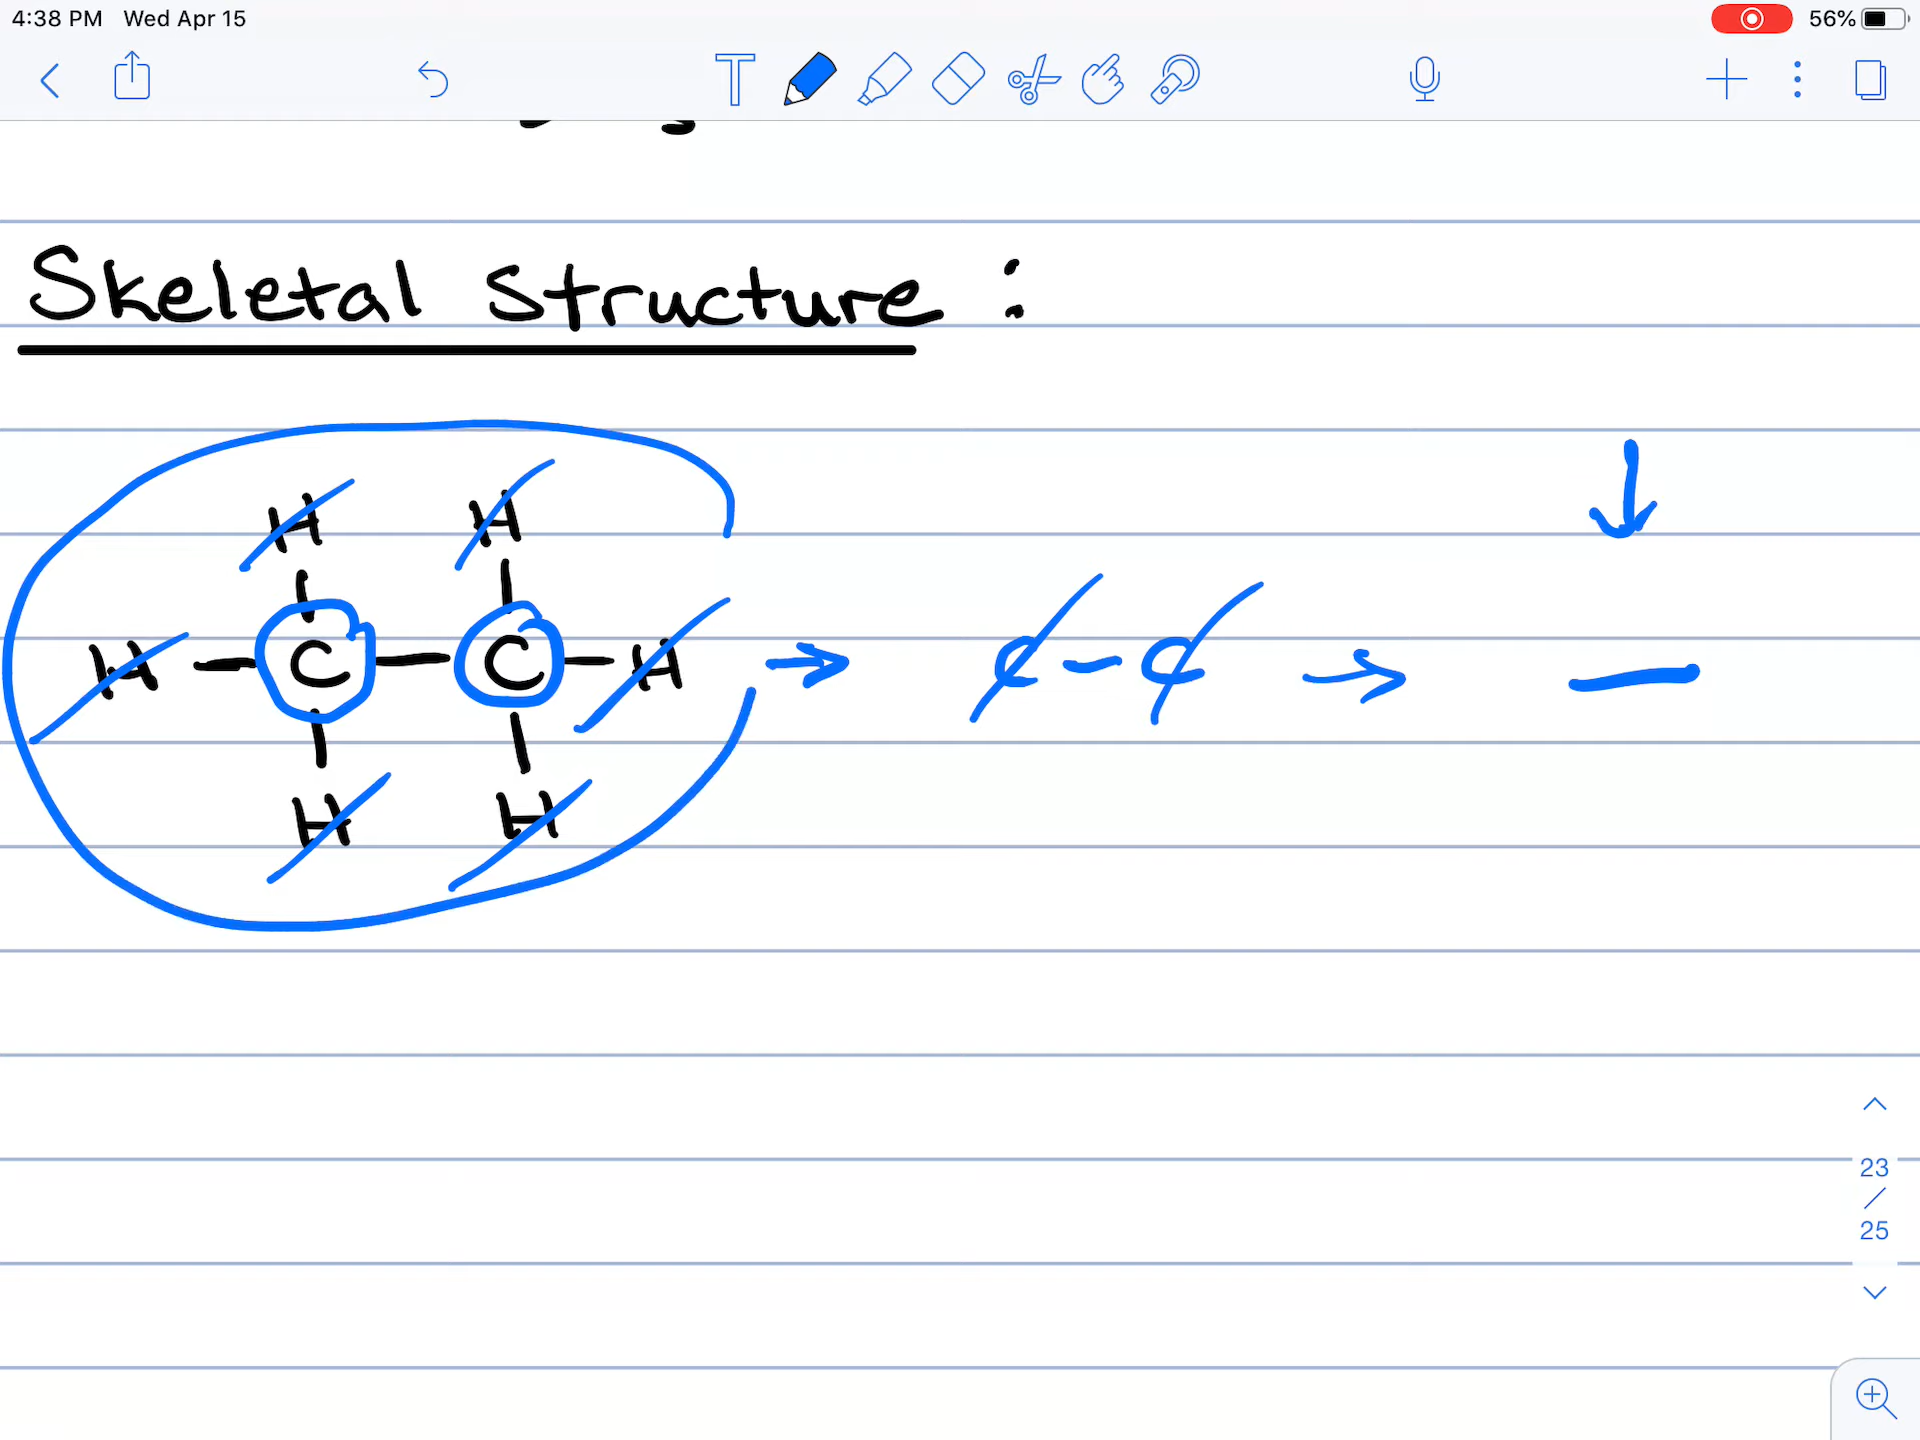 4:38 PM Wed Apr 15 56%
T
Skeletal Structure :
H H
H - C - C - H → C - C → —
H H
23
/
25